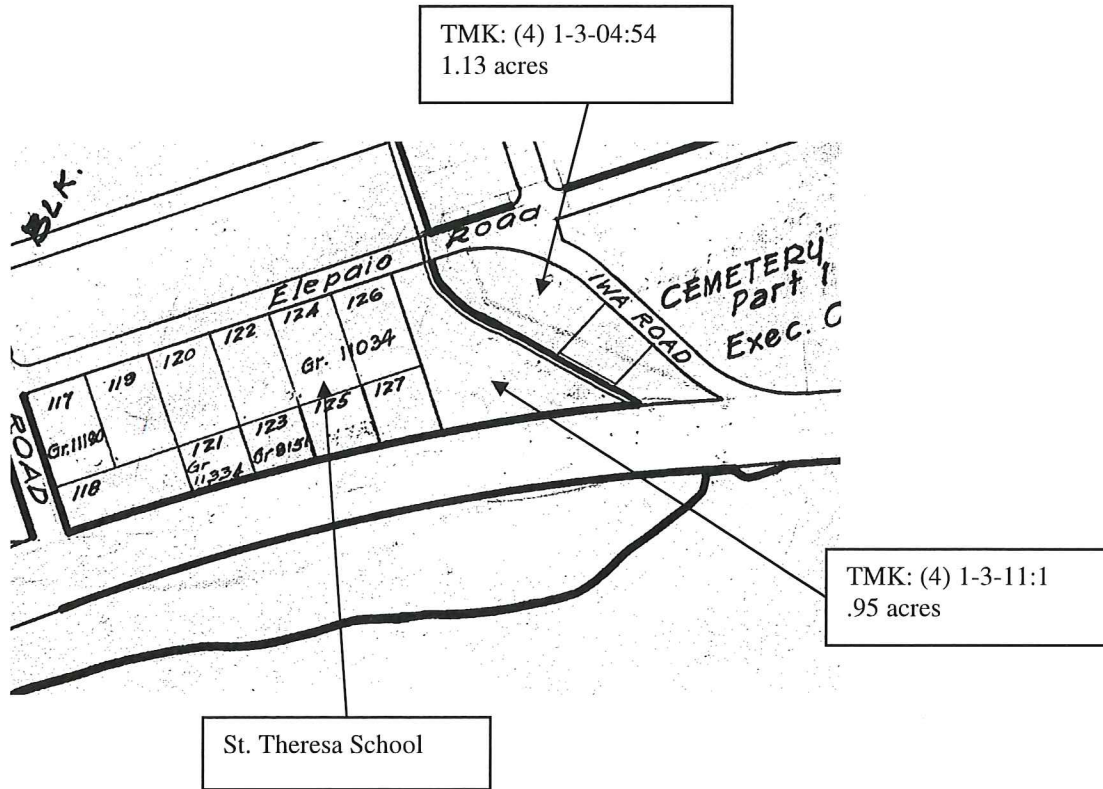 TMK: (4) 1-3-04:54
1.13 acres
BLK.
Elepaio Road
IWA ROAD
CEMETERY
Part 1
Exec. C
117
119
120
122
124
126
Gr. 11034
Gr. 11190
118
121
Gr
11334
123
Gr 9151
125
127
ROAD
TMK: (4) 1-3-11:1
.95 acres
St. Theresa School